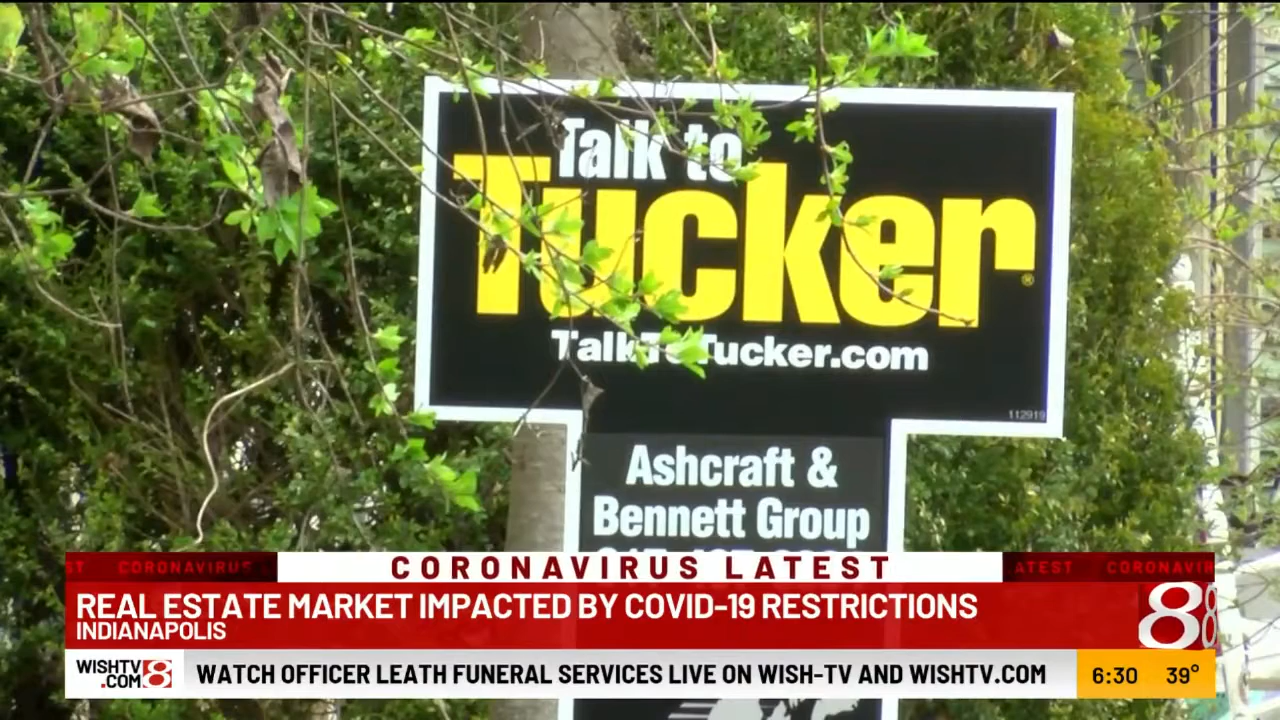 Talk to
Tucker
®
TalkToTucker.com
112919
Ashcraft &
Bennett Group
CORONAVIRUS
CORONAVIRUS LATEST
ATEST
REAL ESTATE MARKET IMPACTED BY COVID-19 RESTRICTIONS
INDIANAPOLIS
8
WISHTV
.COM 8
WATCH OFFICER LEATH FUNERAL SERVICES LIVE ON WISH-TV AND WISHTV.COM
6:30 39°